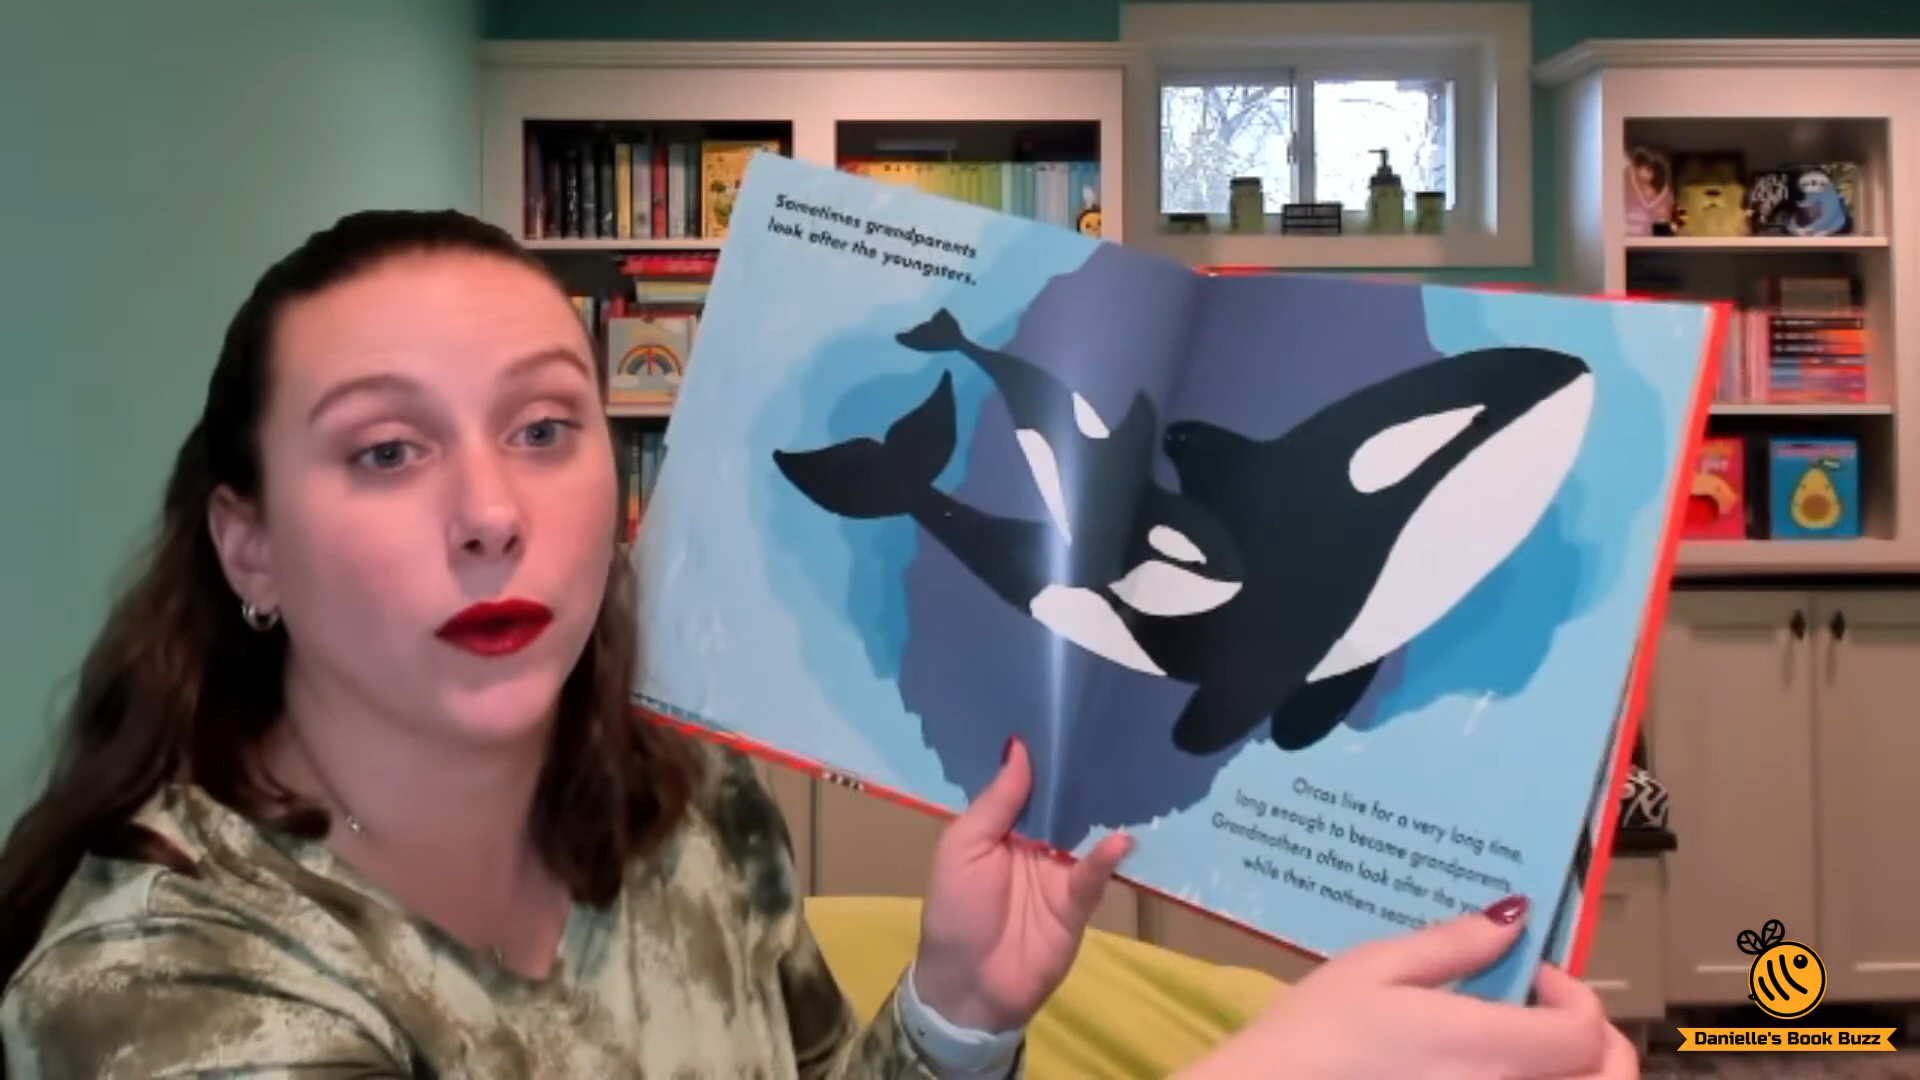 Sometimes grandparents
look after the youngsters.
Orcas live for a very long time,
long enough to become grandparents.
Grandmothers often look after the
while their mothers search
Danielle's Book Buzz